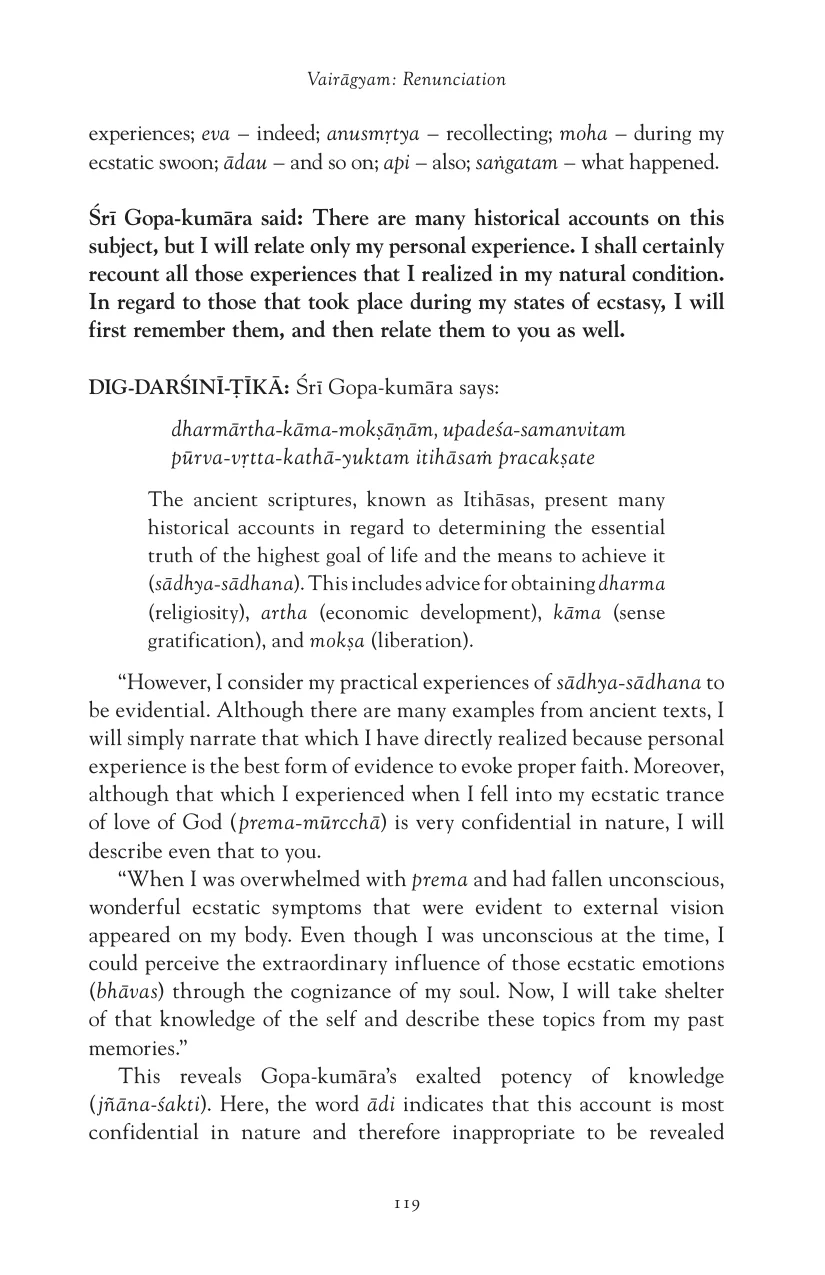 Vairāgyam: Renunciation
experiences; eva – indeed; anusmṛtya – recollecting; moha – during my
ecstatic swoon; ādau – and so on; api – also; saṅgatam – what happened.
Śrī Gopa-kumāra said: There are many historical accounts on this
subject, but I will relate only my personal experience. I shall certainly
recount all those experiences that I realized in my natural condition.
In regard to those that took place during my states of ecstasy, I will
first remember them, and then relate them to you as well.
DIG-DARŚINĪ-ṬĪKĀ: Śrī Gopa-kumāra says:
dharmārtha-kāma-mokṣāṇām, upadeśa-samanvitam
pūrva-vṛtta-kathā-yuktam itihāsaṁ pracakṣate
The ancient scriptures, known as Itihāsas, present many
historical accounts in regard to determining the essential
truth of the highest goal of life and the means to achieve it
(sādhya-sādhana). This includes advice for obtaining dharma
(religiosity), artha (economic development), kāma (sense
gratification), and mokṣa (liberation).
“However, I consider my practical experiences of sādhya-sādhana to
be evidential. Although there are many examples from ancient texts, I
will simply narrate that which I have directly realized because personal
experience is the best form of evidence to evoke proper faith. Moreover,
although that which I experienced when I fell into my ecstatic trance
of love of God (prema-mūrcchā) is very confidential in nature, I will
describe even that to you.
“When I was overwhelmed with prema and had fallen unconscious,
wonderful ecstatic symptoms that were evident to external vision
appeared on my body. Even though I was unconscious at the time, I
could perceive the extraordinary influence of those ecstatic emotions
(bhāvas) through the cognizance of my soul. Now, I will take shelter
of that knowledge of the self and describe these topics from my past
memories.”
This reveals Gopa-kumāra’s exalted potency of knowledge
(jñāna-śakti). Here, the word ādi indicates that this account is most
confidential in nature and therefore inappropriate to be revealed
119